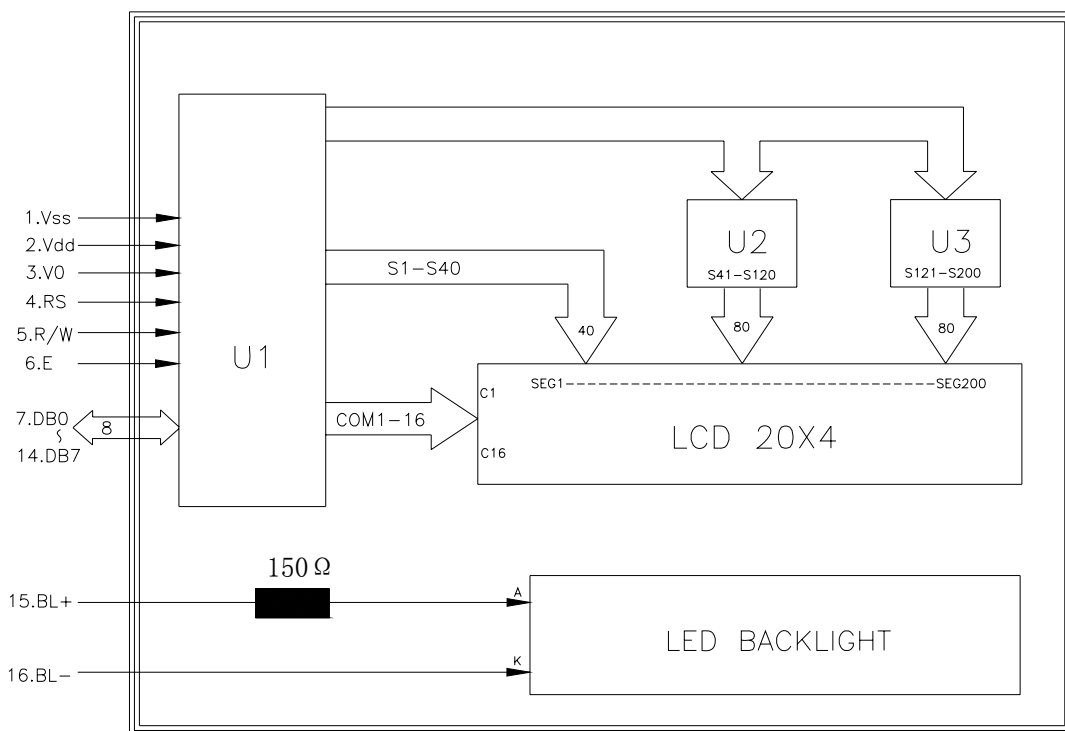 1.Vss
2.Vdd
3.V0
4.RS
5.R/W
6.E
7.DB0
~
14.DB7
8
U1
S1-S40
40
COM1-16
U2
S41-S120
80
U3
S121-S200
80
SEG1--------------------------------SEG200
C1
C16
LCD 20X4
150Ω
15.BL+
A
16.BL-
K
LED BACKLIGHT